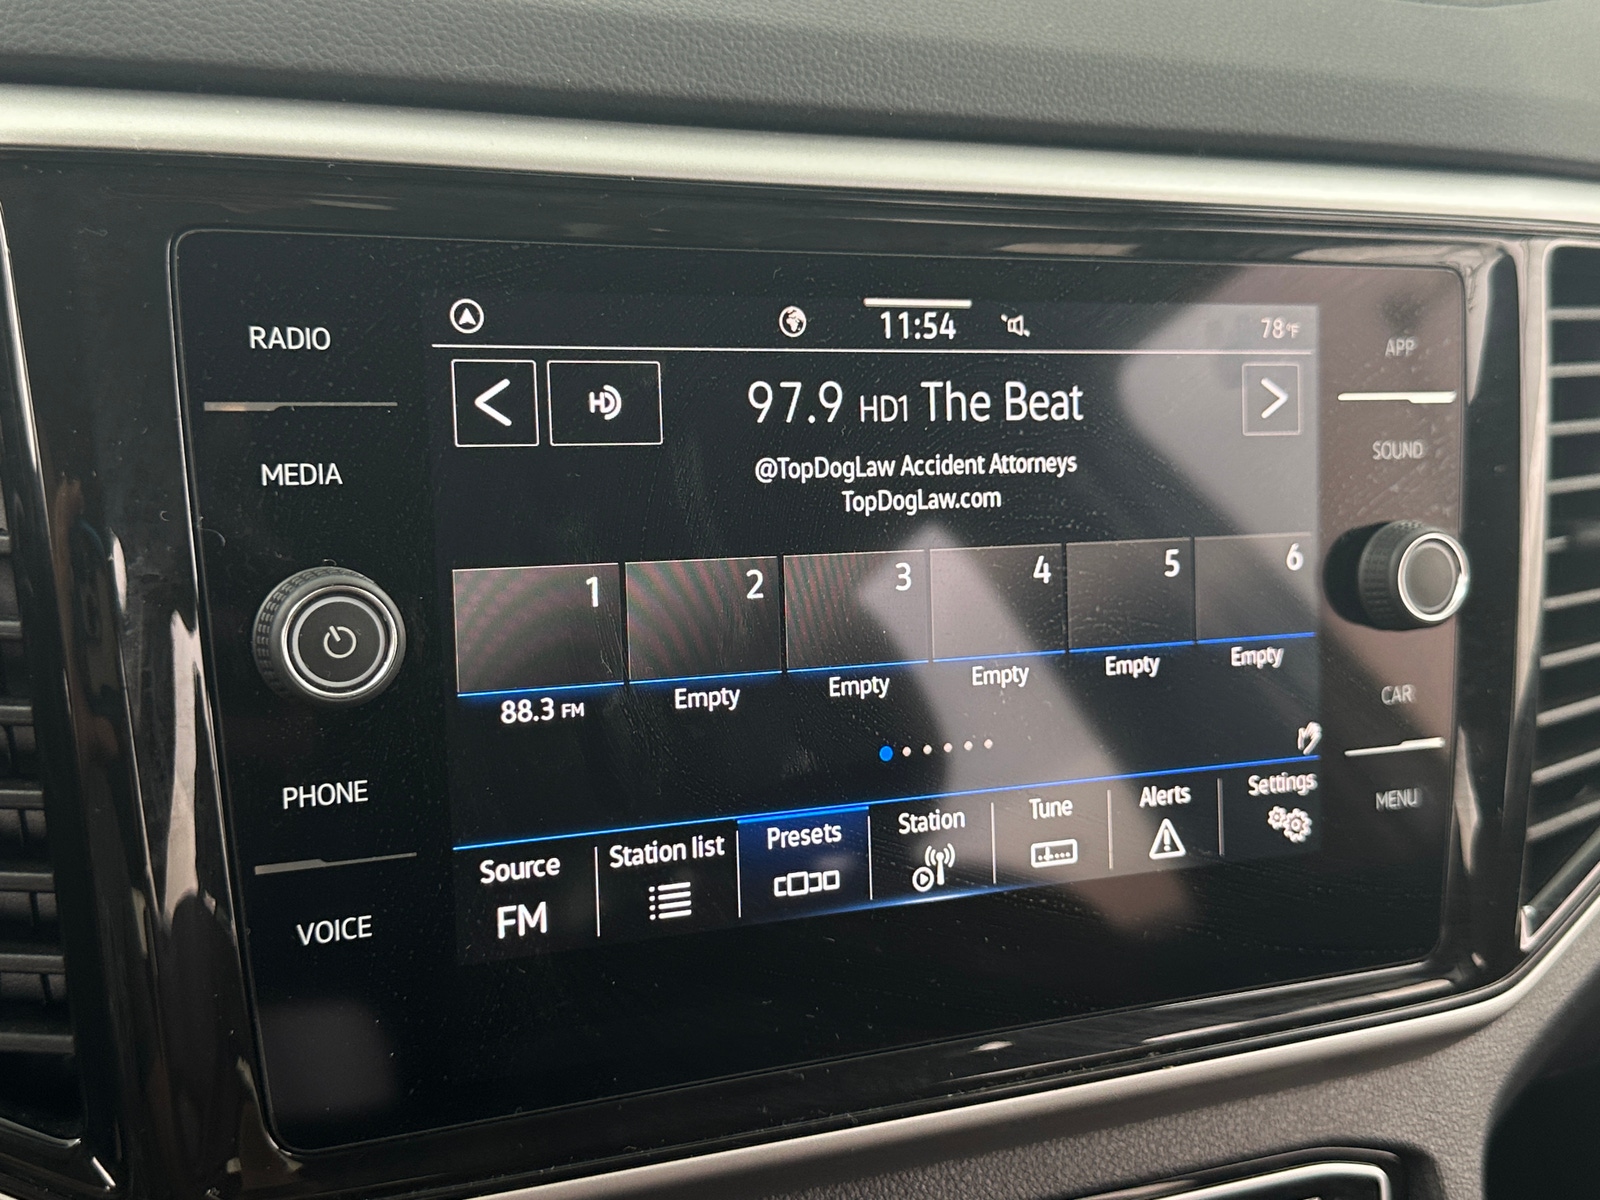 RADIO
MEDIA
PHONE
VOICE
11:54
78°F
HD
97.9 HD1 The Beat
@TopDogLaw Accident Attorneys
TopDogLaw.com
1
2
3
4
5
6
88.3 FM
Empty
Empty
Empty
Empty
Empty
Source
FM
Station list
Presets
Station
Tune
Alerts
Settings
APP
SOUND
CAR
MENU